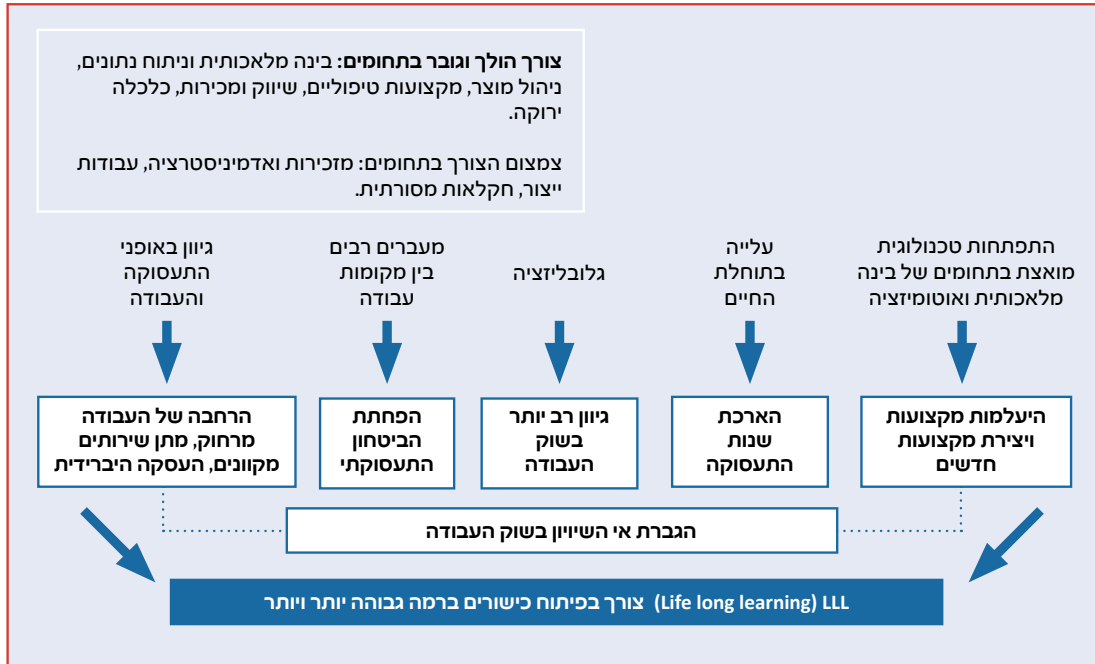 צורך הולך וגובר בתחומים: בינה מלאכותית וניתוח נתונים,
ניהול מוצר, מקצועות טיפוליים, שיווק ומכירות, כלכלה
ירוקה.
צמצום הצורך בתחומים: מזכירות ואדמיניסטרציה, עבודות
ייצור, חקלאות מסורתית.
התפתחות טכנולוגית
מואצת בתחומים של בינה
מלאכותית ואוטומיזציה
עלייה
בתוחלת
החיים
גלובליזציה
מעברים רבים
בין מקומות
עבודה
גיוון באופני
התעסוקה
והעבודה
היעלמות מקצועות
ויצירת מקצועות
חדשים
הארכת
שנות
התעסוקה
גיוון רב יותר
בשוק
העבודה
הפחתת
הביטחון
התעסוקתי
הרחבה של העבודה
מרחוק, מתן שירותים
מקוונים, העסקה היברידית
הגברת אי השיויון בשוק העבודה
LLL (Life long learning) צורך בפיתוח כישורים ברמה גבוהה יותר ויותר